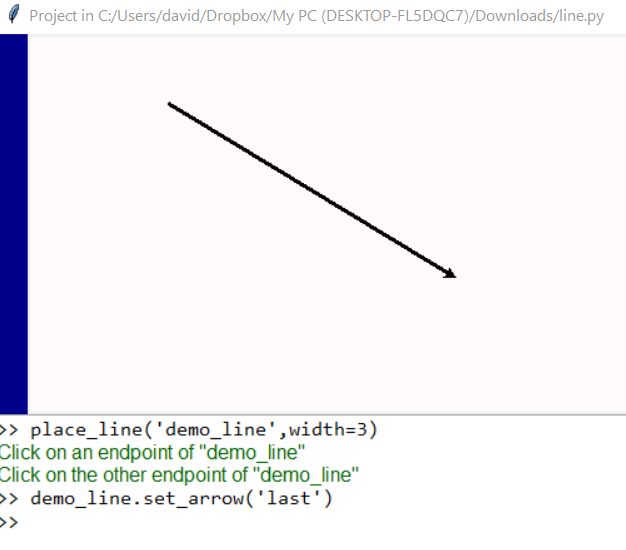 Project in C:/Users/david/Dropbox/My PC (DESKTOP-FL5DQC7)/Downloads/line.py
>> place_line('demo_line',width=3)
Click on an endpoint of "demo_line"
Click on the other endpoint of "demo_line"
>> demo_line.set_arrow('last')
>>